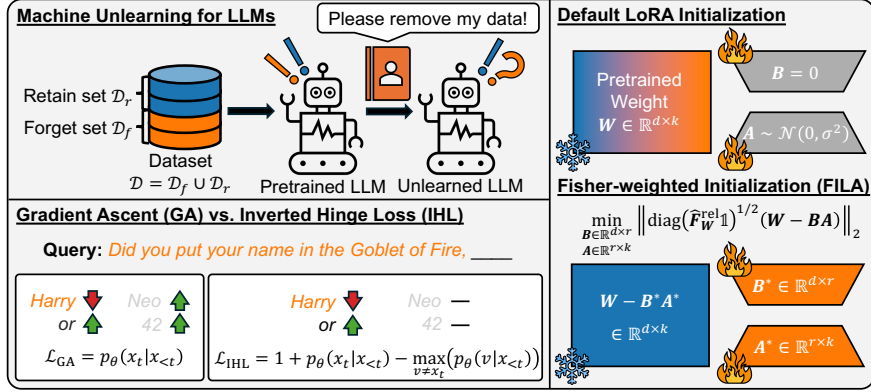 Machine Unlearning for LLMs
Please remove my data!
Retain set 𝒟ᵣ
Forget set 𝒟_f
Dataset
𝒟 = 𝒟_f ∪ 𝒟ᵣ
Pretrained LLM
Unlearned LLM
Gradient Ascent (GA) vs. Inverted Hinge Loss (IHL)
Query: Did you put your name in the Goblet of Fire, ____
Harry Neo
or 42
ℒ_GA = p_θ(x_t|x_{<t})
Harry Neo
or 42
ℒ_IHL = 1 + p_θ(x_t|x_{<t}) − max_{v≠x_t}(p_θ(v|x_{<t}))
Default LoRA Initialization
Pretrained
Weight
W ∈ ℝ^{d×k}
B = 0
A ~ 𝒩(0, σ²)
Fisher-weighted Initialization (FILA)
min_{B∈ℝ^{d×r}, A∈ℝ^{r×k}} ‖diag(F̂_W^{rel}𝟙)^{1/2}(W − BA)‖₂
W − B*A*
∈ ℝ^{d×k}
B* ∈ ℝ^{d×r}
A* ∈ ℝ^{r×k}